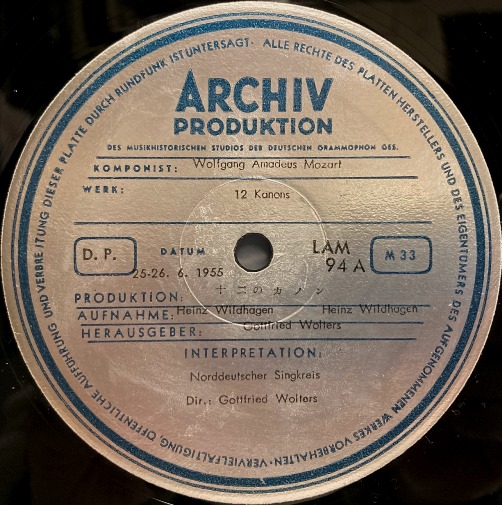 ALLE RECHTE DES PLATTEN HERSTELLERS UND DES EIGENTÜMERS DES AUFGENOMMENEN WERKES VORBEHALTEN · VERVIELFÄLTIGUNG ÖFFENTLICHE AUFFÜHRUNG UND VERBREITUNG DIESER PLATTE DURCH RUNDFUNK IST UNTERSAGT ·
ARCHIV
PRODUKTION
DES MUSIKHISTORISCHEN STUDIOS DER DEUTSCHEN GRAMMOPHON GES.
KOMPONIST: Wolfgang Amadeus Mozart
WERK: 12 Kanons
D. P. DATUM LAM M 33
25-26. 6. 1955 94 A
十二のカノン
PRODUKTiON:
AUFNAHME: Heinz Wildhagen Heinz Wildhagen
HERAUSGEBER: Gottfried Wolters
iNTERPRETATiON:
Norddeutscher Singkreis
Dir.: Gottfried Wolters